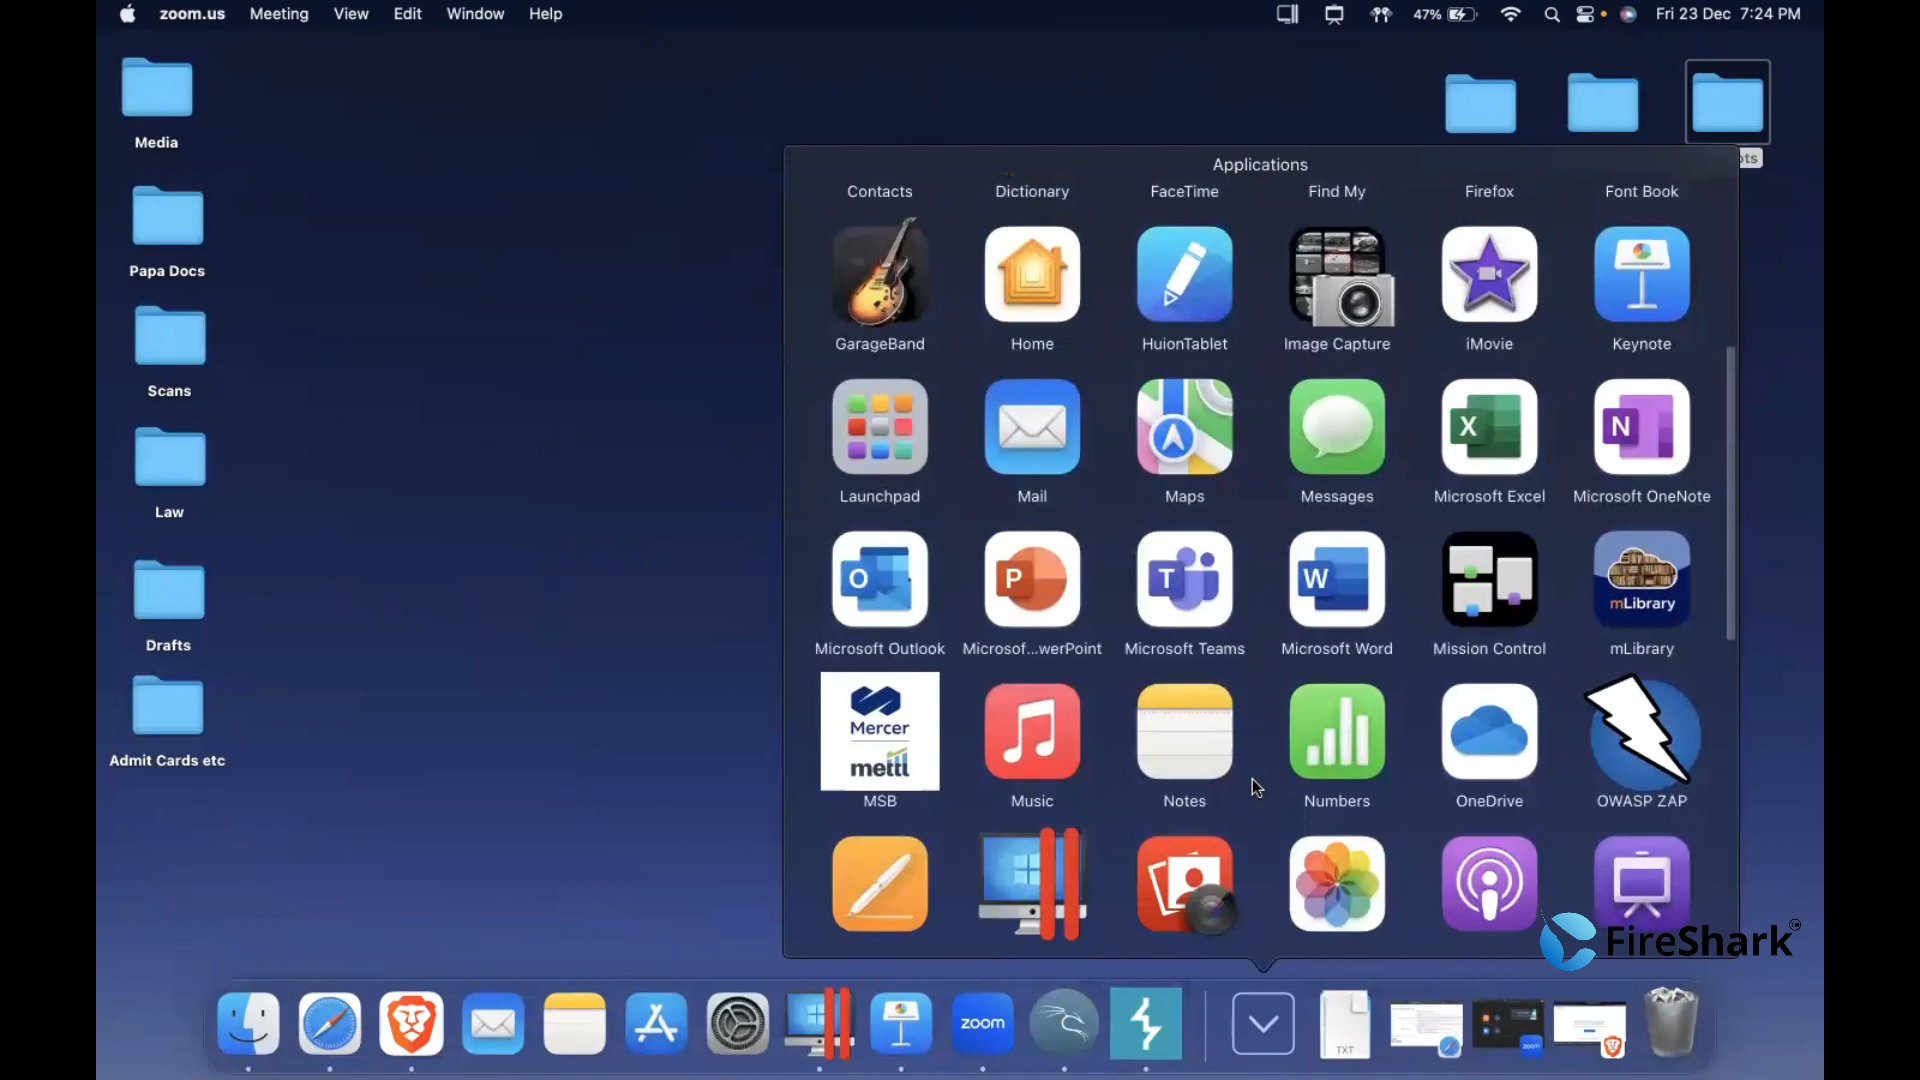 zoom.us Meeting View Edit Window Help 47% Fri 23 Dec 7:24 PM
Media
Papa Docs
Scans
Law
Drafts
Admit Cards etc
ots
Applications
Contacts Dictionary FaceTime Find My Firefox Font Book
GarageBand Home HuionTablet Image Capture iMovie Keynote
X N
Launchpad Mail Maps Messages Microsoft Excel Microsoft OneNote
O P T W mLibrary
Microsoft Outlook Microsof...werPoint Microsoft Teams Microsoft Word Mission Control mLibrary
Mercer
mettl
MSB Music Notes Numbers OneDrive OWASP ZAP
FireShark™
zoom TXT zoom